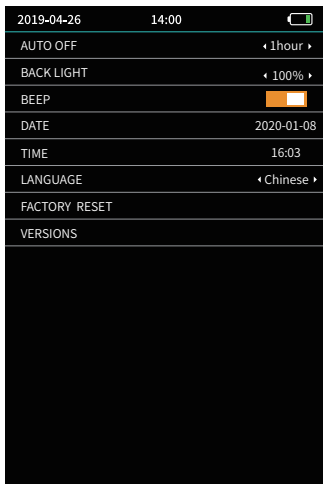 2019-04-26 14:00
AUTO OFF 1hour
BACK LIGHT 100%
BEEP
DATE 2020-01-08
TIME 16:03
LANGUAGE Chinese
FACTORY RESET
VERSIONS